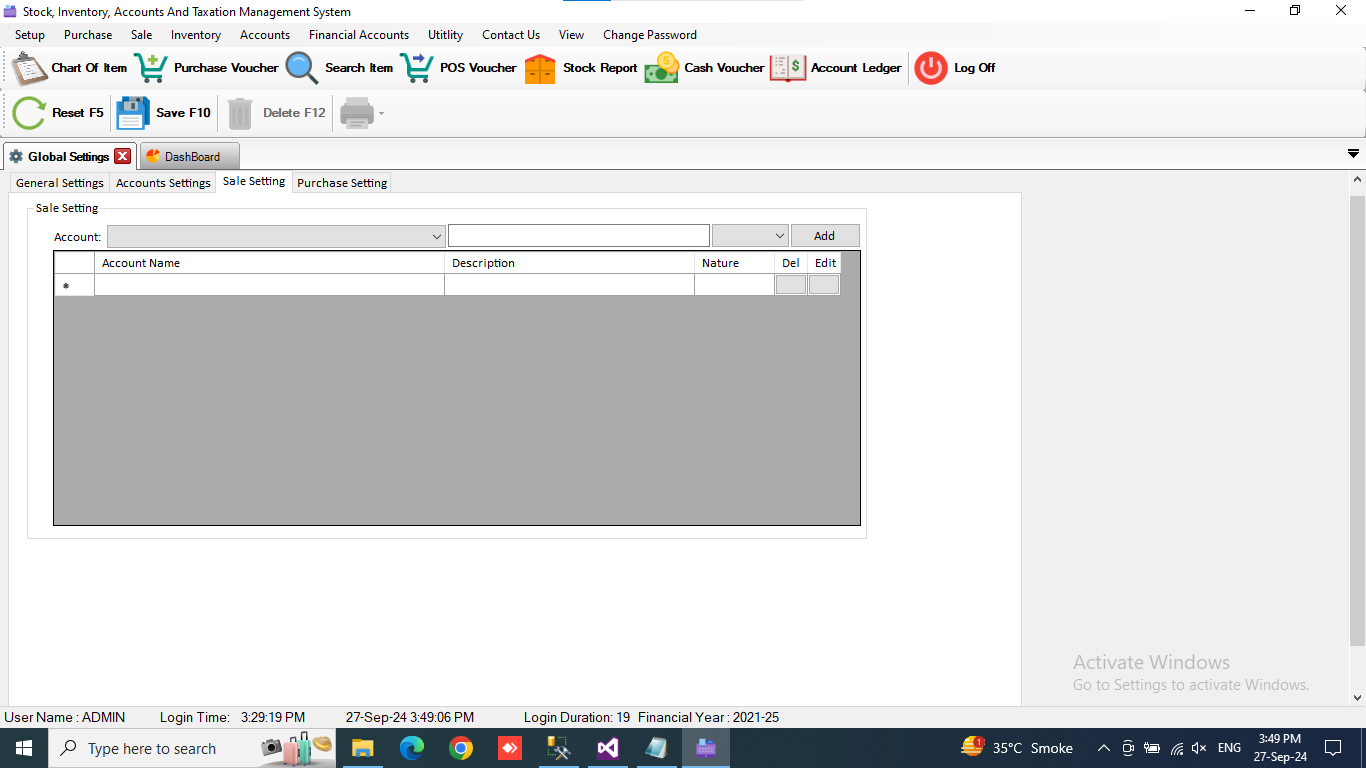 Stock, Inventory, Accounts And Taxation Management System
Setup Purchase Sale Inventory Accounts Financial Accounts Uitility Contact Us View Change Password
Chart Of Item Purchase Voucher Search Item POS Voucher Stock Report Cash Voucher Account Ledger Log Off
Reset F5 Save F10 Delete F12
Global Settings DashBoard
General Settings Accounts Settings Sale Setting Purchase Setting
Sale Setting
Account: Add
Account Name Description Nature Del Edit
Activate Windows
Go to Settings to activate Windows.
User Name : ADMIN Login Time: 3:29:19 PM 27-Sep-24 3:49:06 PM Login Duration: 19 Financial Year : 2021-25
Type here to search 1 35°C Smoke ENG 3:49 PM
27-Sep-24